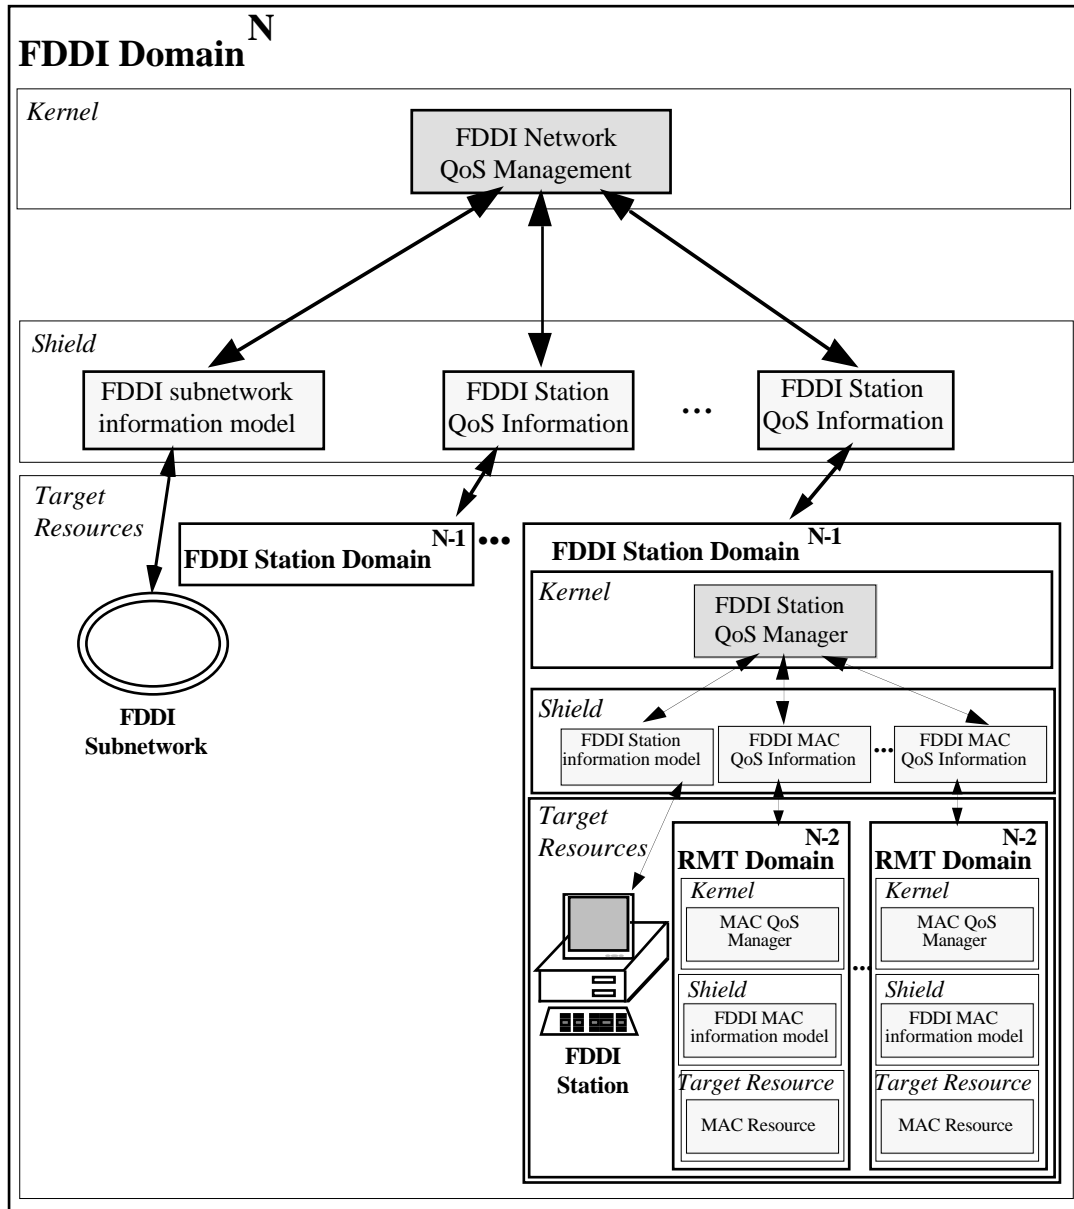 FDDI Domain N
Kernel
FDDI Network
QoS Management
Shield
FDDI subnetwork
information model
FDDI Station
QoS Information
...
FDDI Station
QoS Information
Target
Resources
FDDI Station Domain N-1
...
FDDI Subnetwork
FDDI Station Domain N-1
Kernel
FDDI Station
QoS Manager
Shield
FDDI Station
information model
FDDI MAC
QoS Information
...
FDDI MAC
QoS Information
Target
Resources
FDDI
Station
RMT Domain N-2
Kernel
MAC QoS
Manager
Shield
FDDI MAC
information model
Target Resource
MAC Resource
...
RMT Domain N-2
Kernel
MAC QoS
Manager
Shield
FDDI MAC
information model
Target Resource
MAC Resource